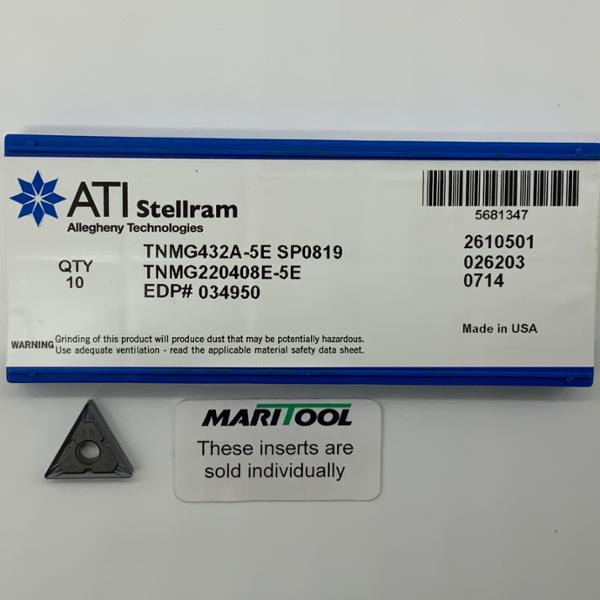 ATI Stellram
Allegheny Technologies
5681347
QTY
10
TNMG432A-5E SP0819
TNMG220408E-5E
EDP# 034950
2610501
026203
0714
Made in USA
WARNING Grinding of this product will produce dust that may be potentially hazardous.
Use adequate ventilation - read the applicable material safety data sheet.
5E
MARITOOL
These inserts are
sold individually